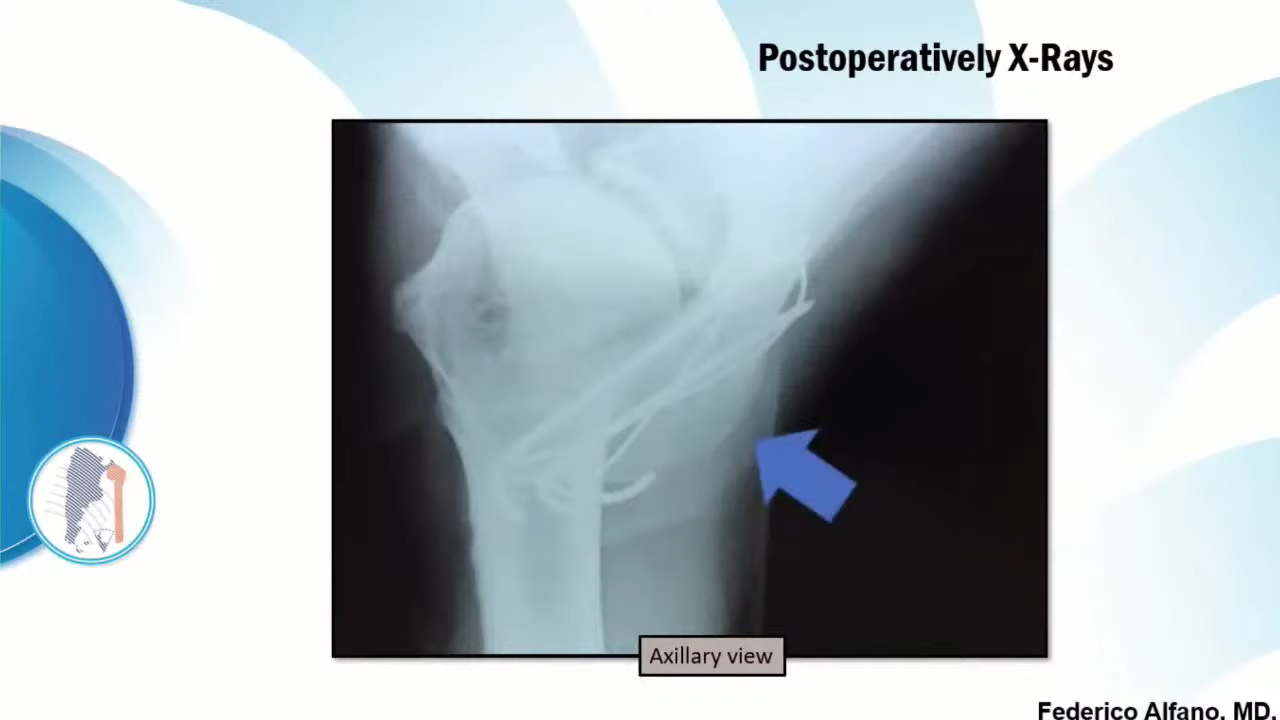 Postoperatively X-Rays
Axillary view
Federico Alfano, MD.